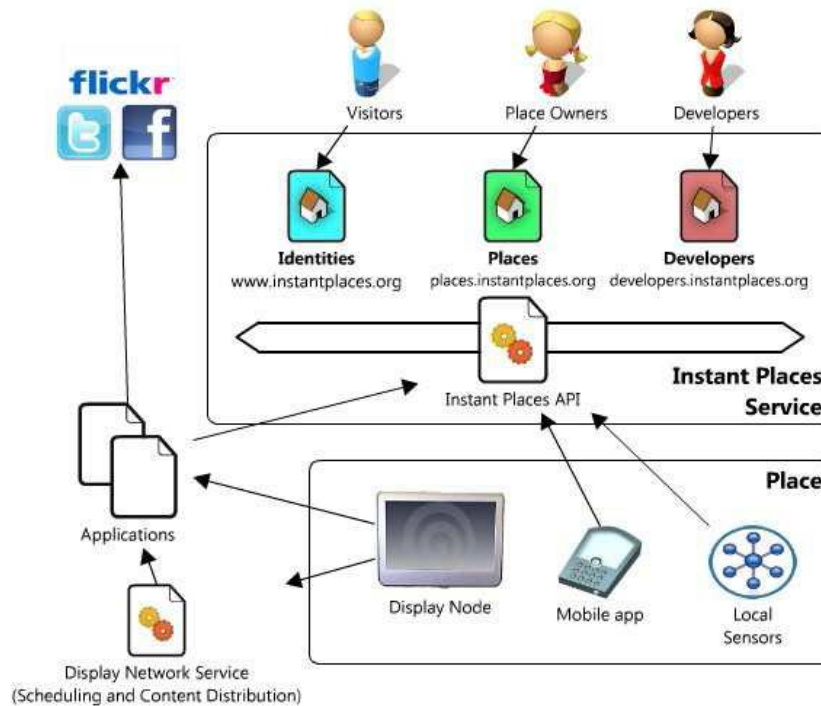 flickr
Visitors
Place Owners
Developers
Identities
www.instantplaces.org
Places
places.instantplaces.org
Developers
developers.instantplaces.org
Instant Places API
Instant Places
Service
Applications
Place
Display Node
Mobile app
Local
Sensors
Display Network Service
(Scheduling and Content Distribution)